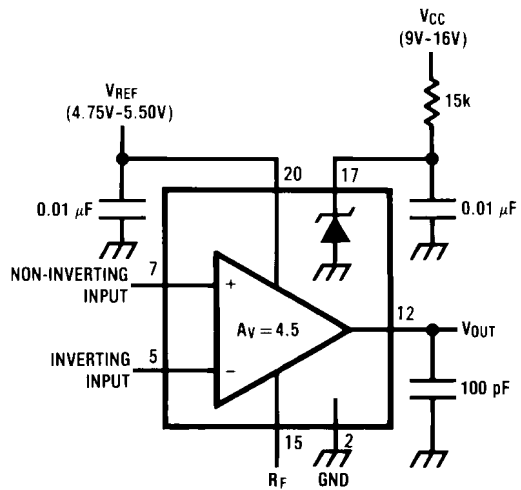 VCC
(9V-16V)
15k
VREF
(4.75V-5.50V)
20
17
0.01 μF
0.01 μF
NON-INVERTING
INPUT
7
+
12
AV = 4.5
VOUT
INVERTING
INPUT
5
−
100 pF
15
2
RF
GND